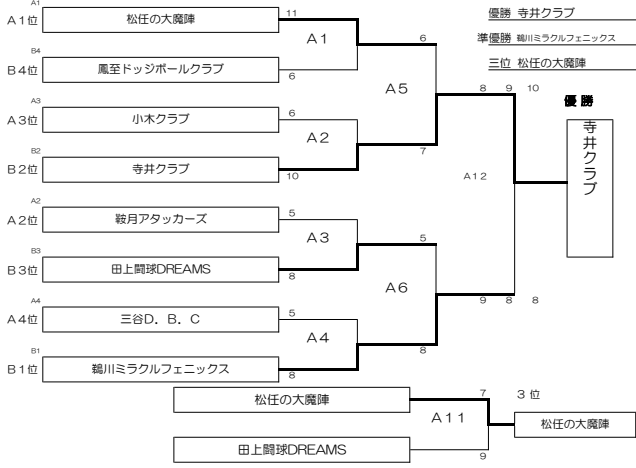 優勝 寺井クラブ
準優勝 鵜川ミラクルフェニックス
三位 松任の大魔陣
A1
A1位 松任の大魔陣 11
A1
6
B4
B4位 鳳至ドッジボールクラブ 6
A5
A3
A3位 小木クラブ 6
A2
7
B2
B2位 寺井クラブ 10
8 9 10
優勝
寺井クラブ
A12
A2
A2位 鞍月アタッカーズ 5
A3
5
B3
B3位 田上闘球DREAMS 8
A6
9 8 8
A4
A4位 三谷D．B．C 5
A4
8
B1
B1位 鵜川ミラクルフェニックス 8
松任の大魔陣 7
3位
A11
松任の大魔陣
田上闘球DREAMS 9